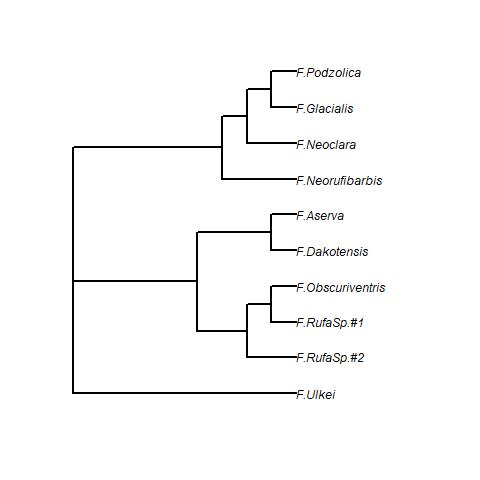 F.Podzolica
F.Glacialis
F.Neoclara
F.Neorufibarbis
F.Aserva
F.Dakotensis
F.Obscuriventris
F.RufaSp.#1
F.RufaSp.#2
F.Ulkei